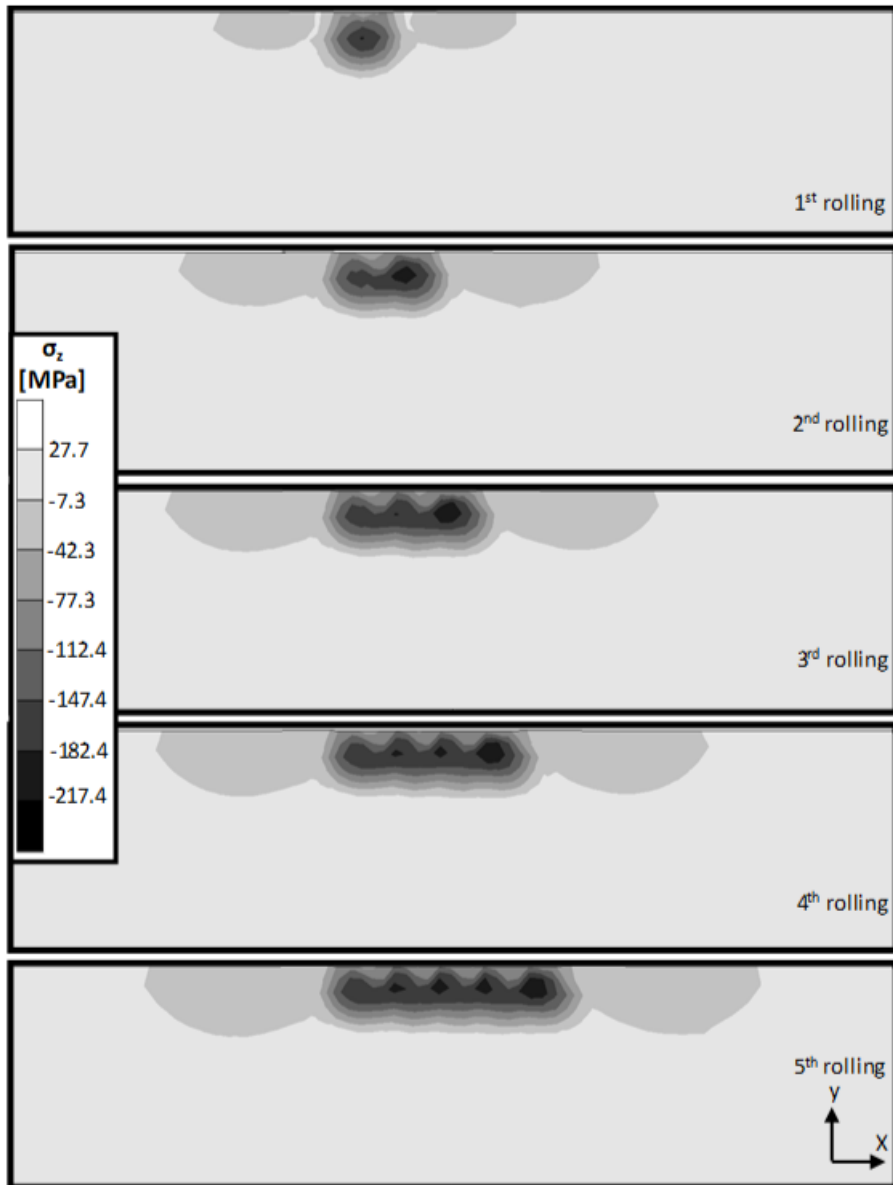 1st rolling
2nd rolling
σz
[MPa]
27.7
-7.3
-42.3
-77.3
-112.4
-147.4
-182.4
-217.4
3rd rolling
4th rolling
5th rolling
y
X